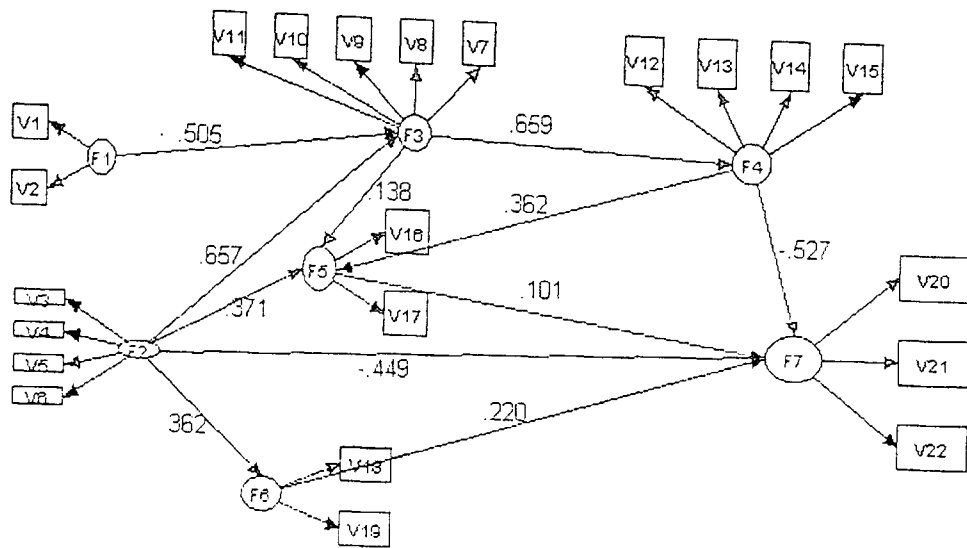 V11 V10 V9 V8 V7
V12 V13 V14 V15
V1
.505
F3
.659
F1
F4
V2
.138
.362
V16
.657
F5
-.527
V20
V3
.371
.101
V17
V4
F2
V5
-.449
F7
V21
V6
362
.220
V22
V18
F6
V19